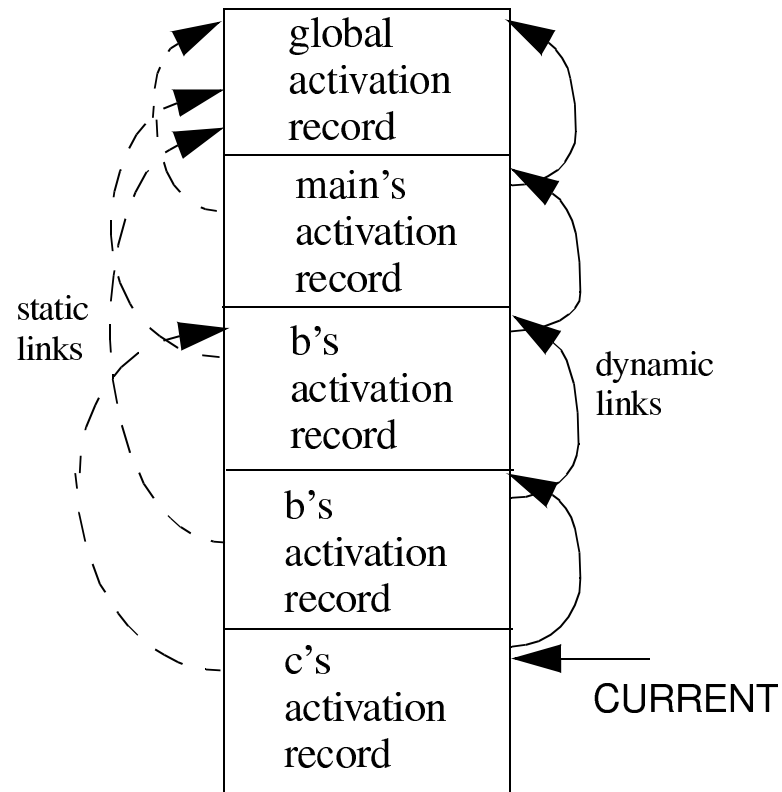 global
activation
record
main’s
activation
record
static
links
b’s
activation
record
dynamic
links
b’s
activation
record
c’s
activation
record
CURRENT